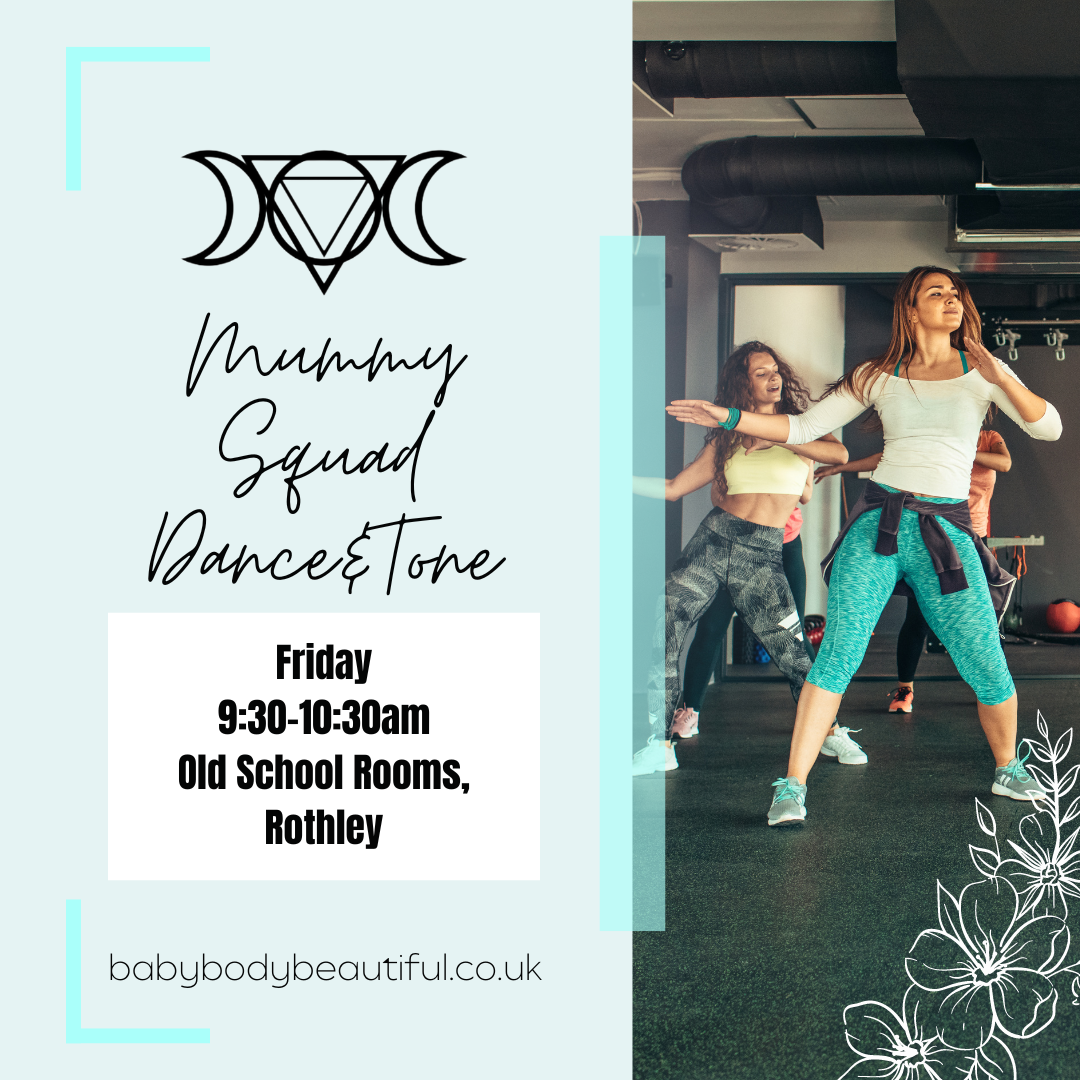 Mummy
Squad
Dance&Tone
Friday
9:30-10:30am
Old School Rooms,
Rothley
babybodybeautiful.co.uk